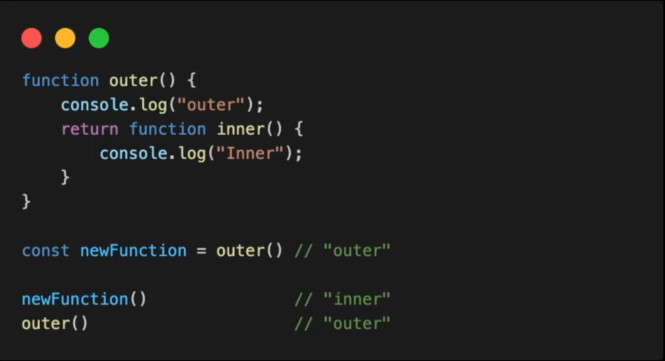 function outer() {
    console.log("outer");
    return function inner() {
        console.log("Inner");
    }
}
const newFunction = outer() // "outer"
newFunction()               // "inner"
outer()                     // "outer"